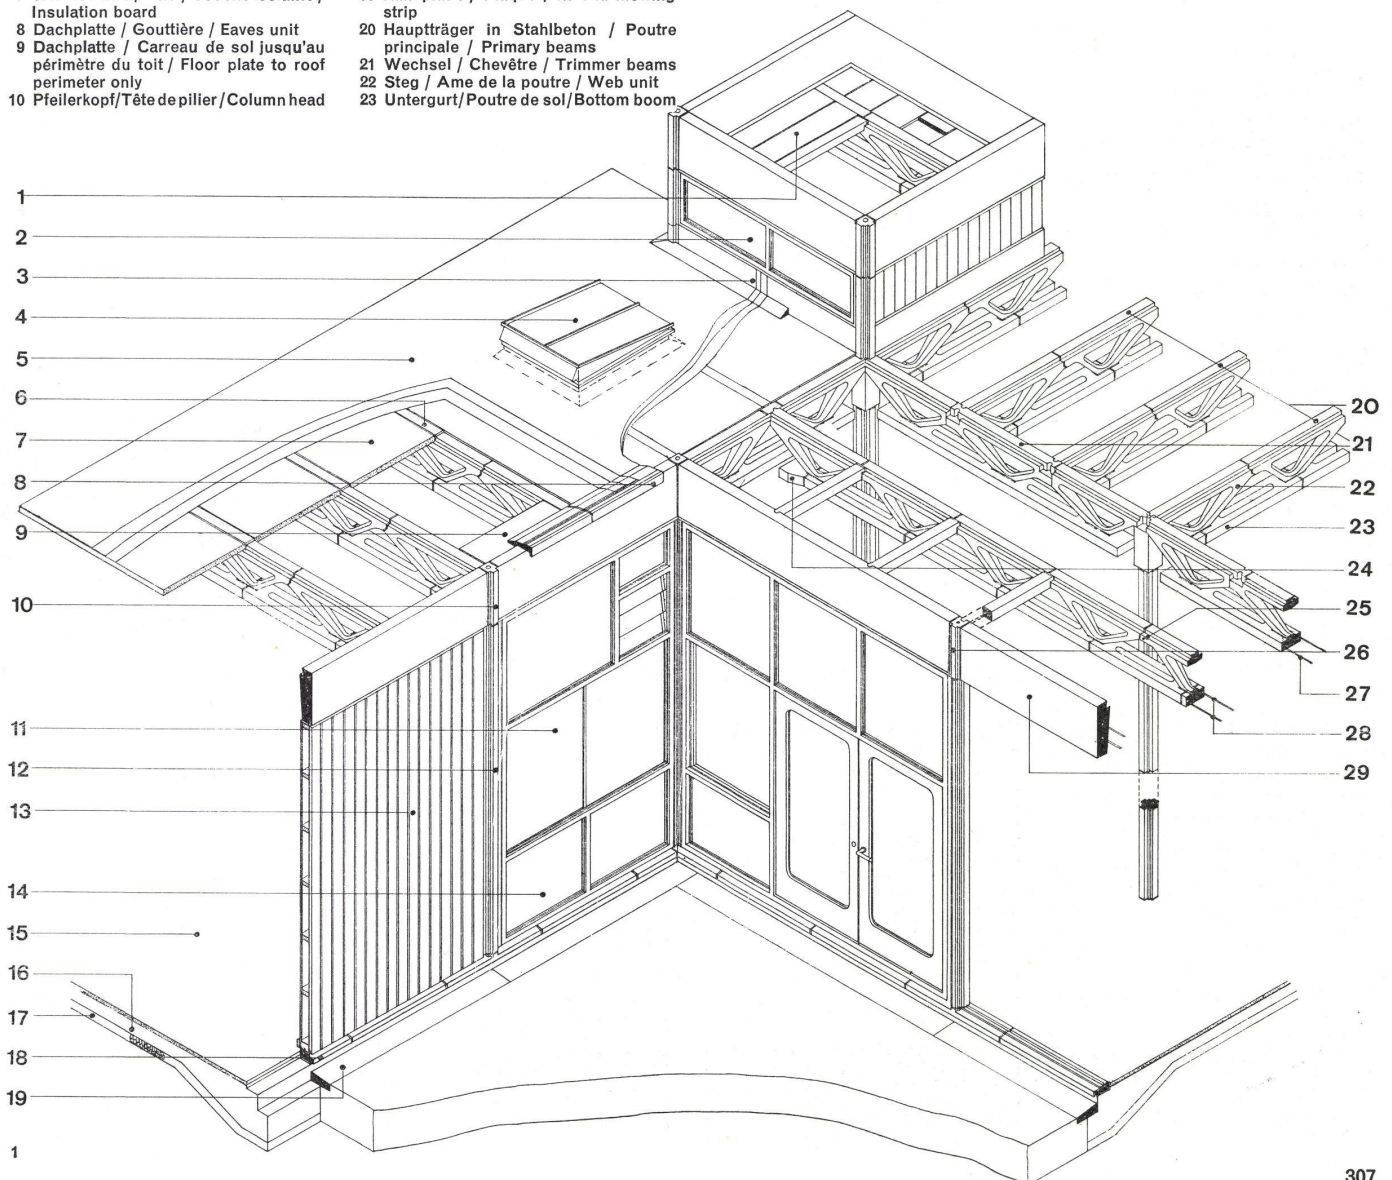 Insulation board
8 Dachplatte / Gouttière / Eaves unit
9 Dachplatte / Carreau de sol jusqu'au
périmètre du toit / Floor plate to roof
perimeter only
10 Pfeilerkopf/Tête de pilier/Column head
strip
20 Hauptträger in Stahlbeton / Poutre
principale / Primary beams
21 Wechsel / Chevêtre / Trimmer beams
22 Steg / Ame de la poutre / Web unit
23 Untergurt/Poutre de sol/Bottom boom
1
2
3
4
5
6
7
8
9
10
11
12
13
14
15
16
17
18
19
20
21
22
23
24
25
26
27
28
29
1
307